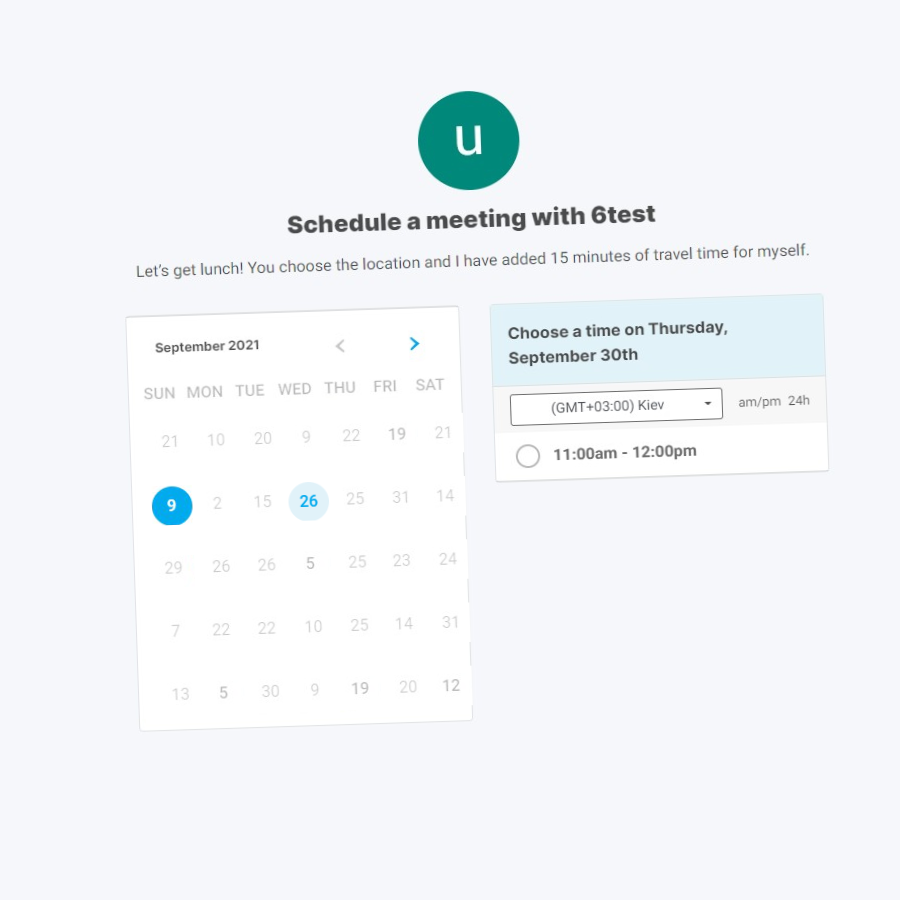 u
Schedule a meeting with 6test
Let's get lunch! You choose the location and I have added 15 minutes of travel time for myself.
September 2021
SUN MON TUE WED THU FRI SAT
21 10 20 9 22 19 21
9 2 15 26 25 31 14
29 26 26 5 25 23 24
7 22 22 10 25 14 31
13 5 30 9 19 20 12
Choose a time on Thursday,
September 30th
(GMT+03:00) Kiev
am/pm 24h
11:00am - 12:00pm